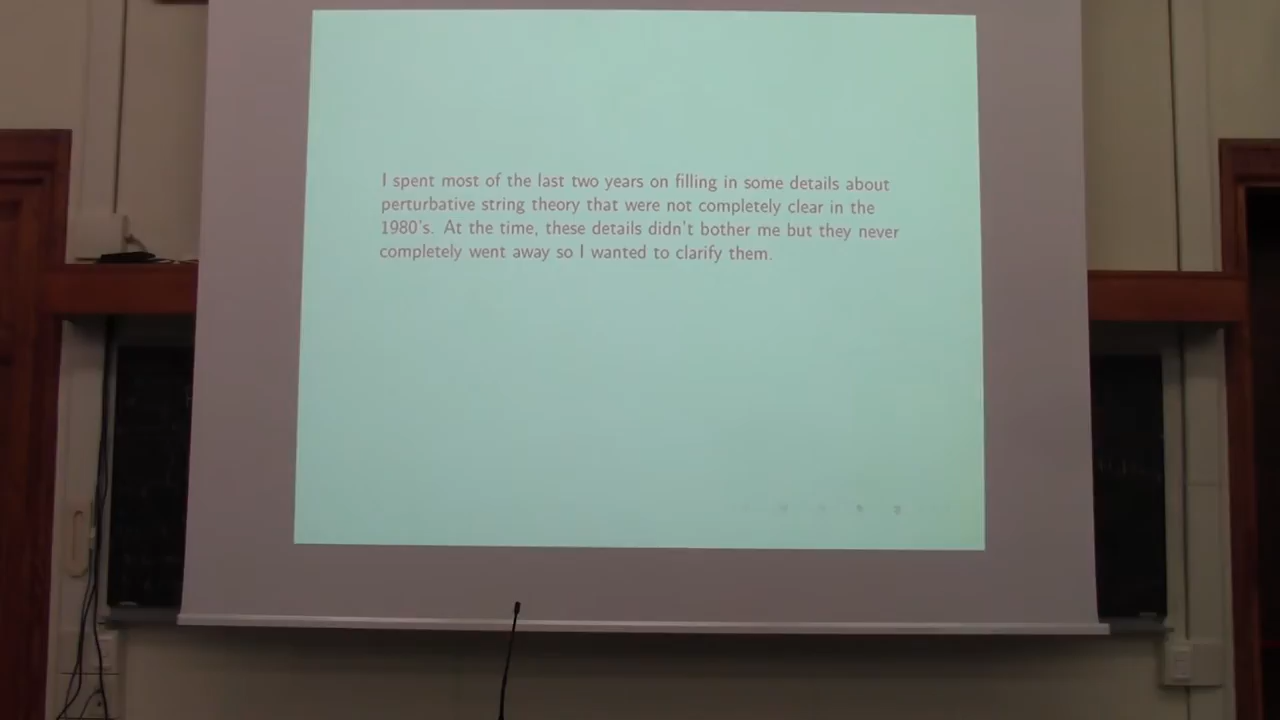 I spent most of the last two years on filling in some details about
perturbative string theory that were not completely clear in the
1980's. At the time, these details didn't bother me but they never
completely went away so I wanted to clarify them.